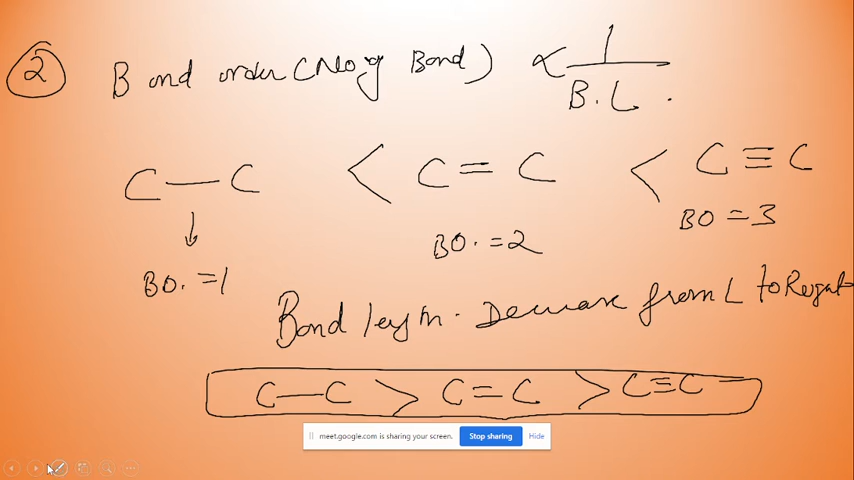 2 Bond order (No of Bond) ∝ 1/B.L.
C—C < C=C < C≡C
BO. =1 BO. =2 BO =3
Bond length. Decrease from L to
C—C > C=C > C≡C
meet.google.com is sharing your screen. Stop sharing Hide